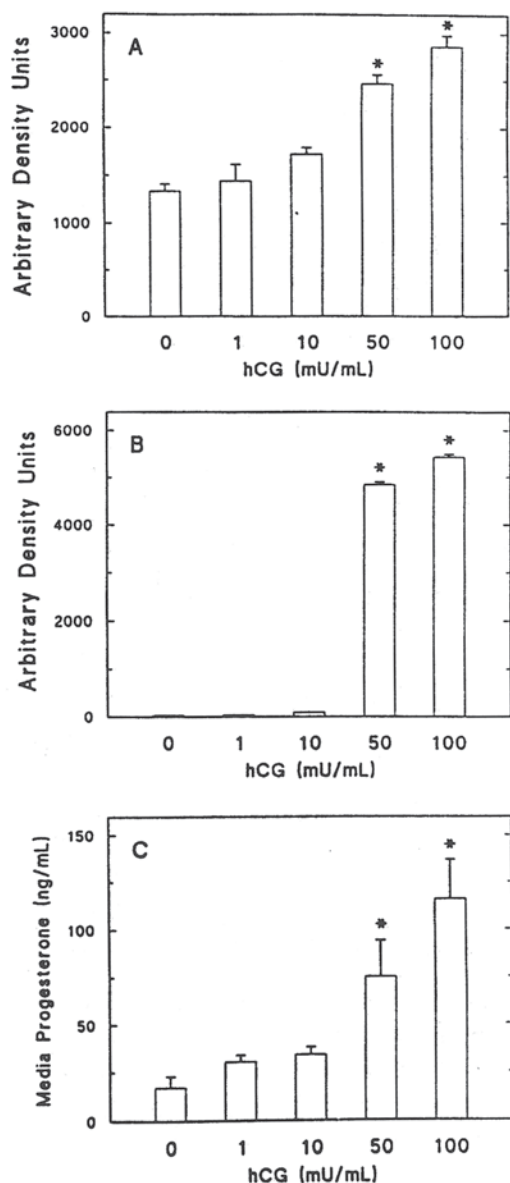 A
Arbitrary Density Units
3000
2000
1000
0
*
*
0 1 10 50 100
hCG (mU/mL)
B
Arbitrary Density Units
6000
4000
2000
0
*
*
0 1 10 50 100
hCG (mU/mL)
C
Media Progesterone (ng/mL)
150
100
50
0
*
*
0 1 10 50 100
hCG (mU/mL)